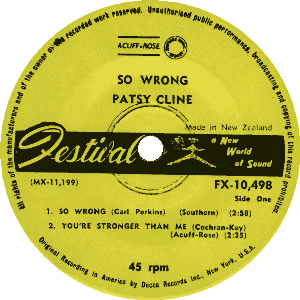 All rights of the manufacturers and of the owner of the recorded work reserved. Unauthorised public performance, broadcasting and copying of this record prohibited.
ACUFF-ROSE
SO WRONG
PATSY CLINE
Made in New Zealand
Festival
a New
World
of Sound
(MX-11,199)
FX-10,498
Side One
1. SO WRONG (Carl Perkins) (Southern) (2:58)
2. YOU'RE STRONGER THAN ME (Cochran-Key)
(Acuff-Rose) (2:35)
Original Recording in America by Decca Records Inc., New York, U.S.A.
45 rpm